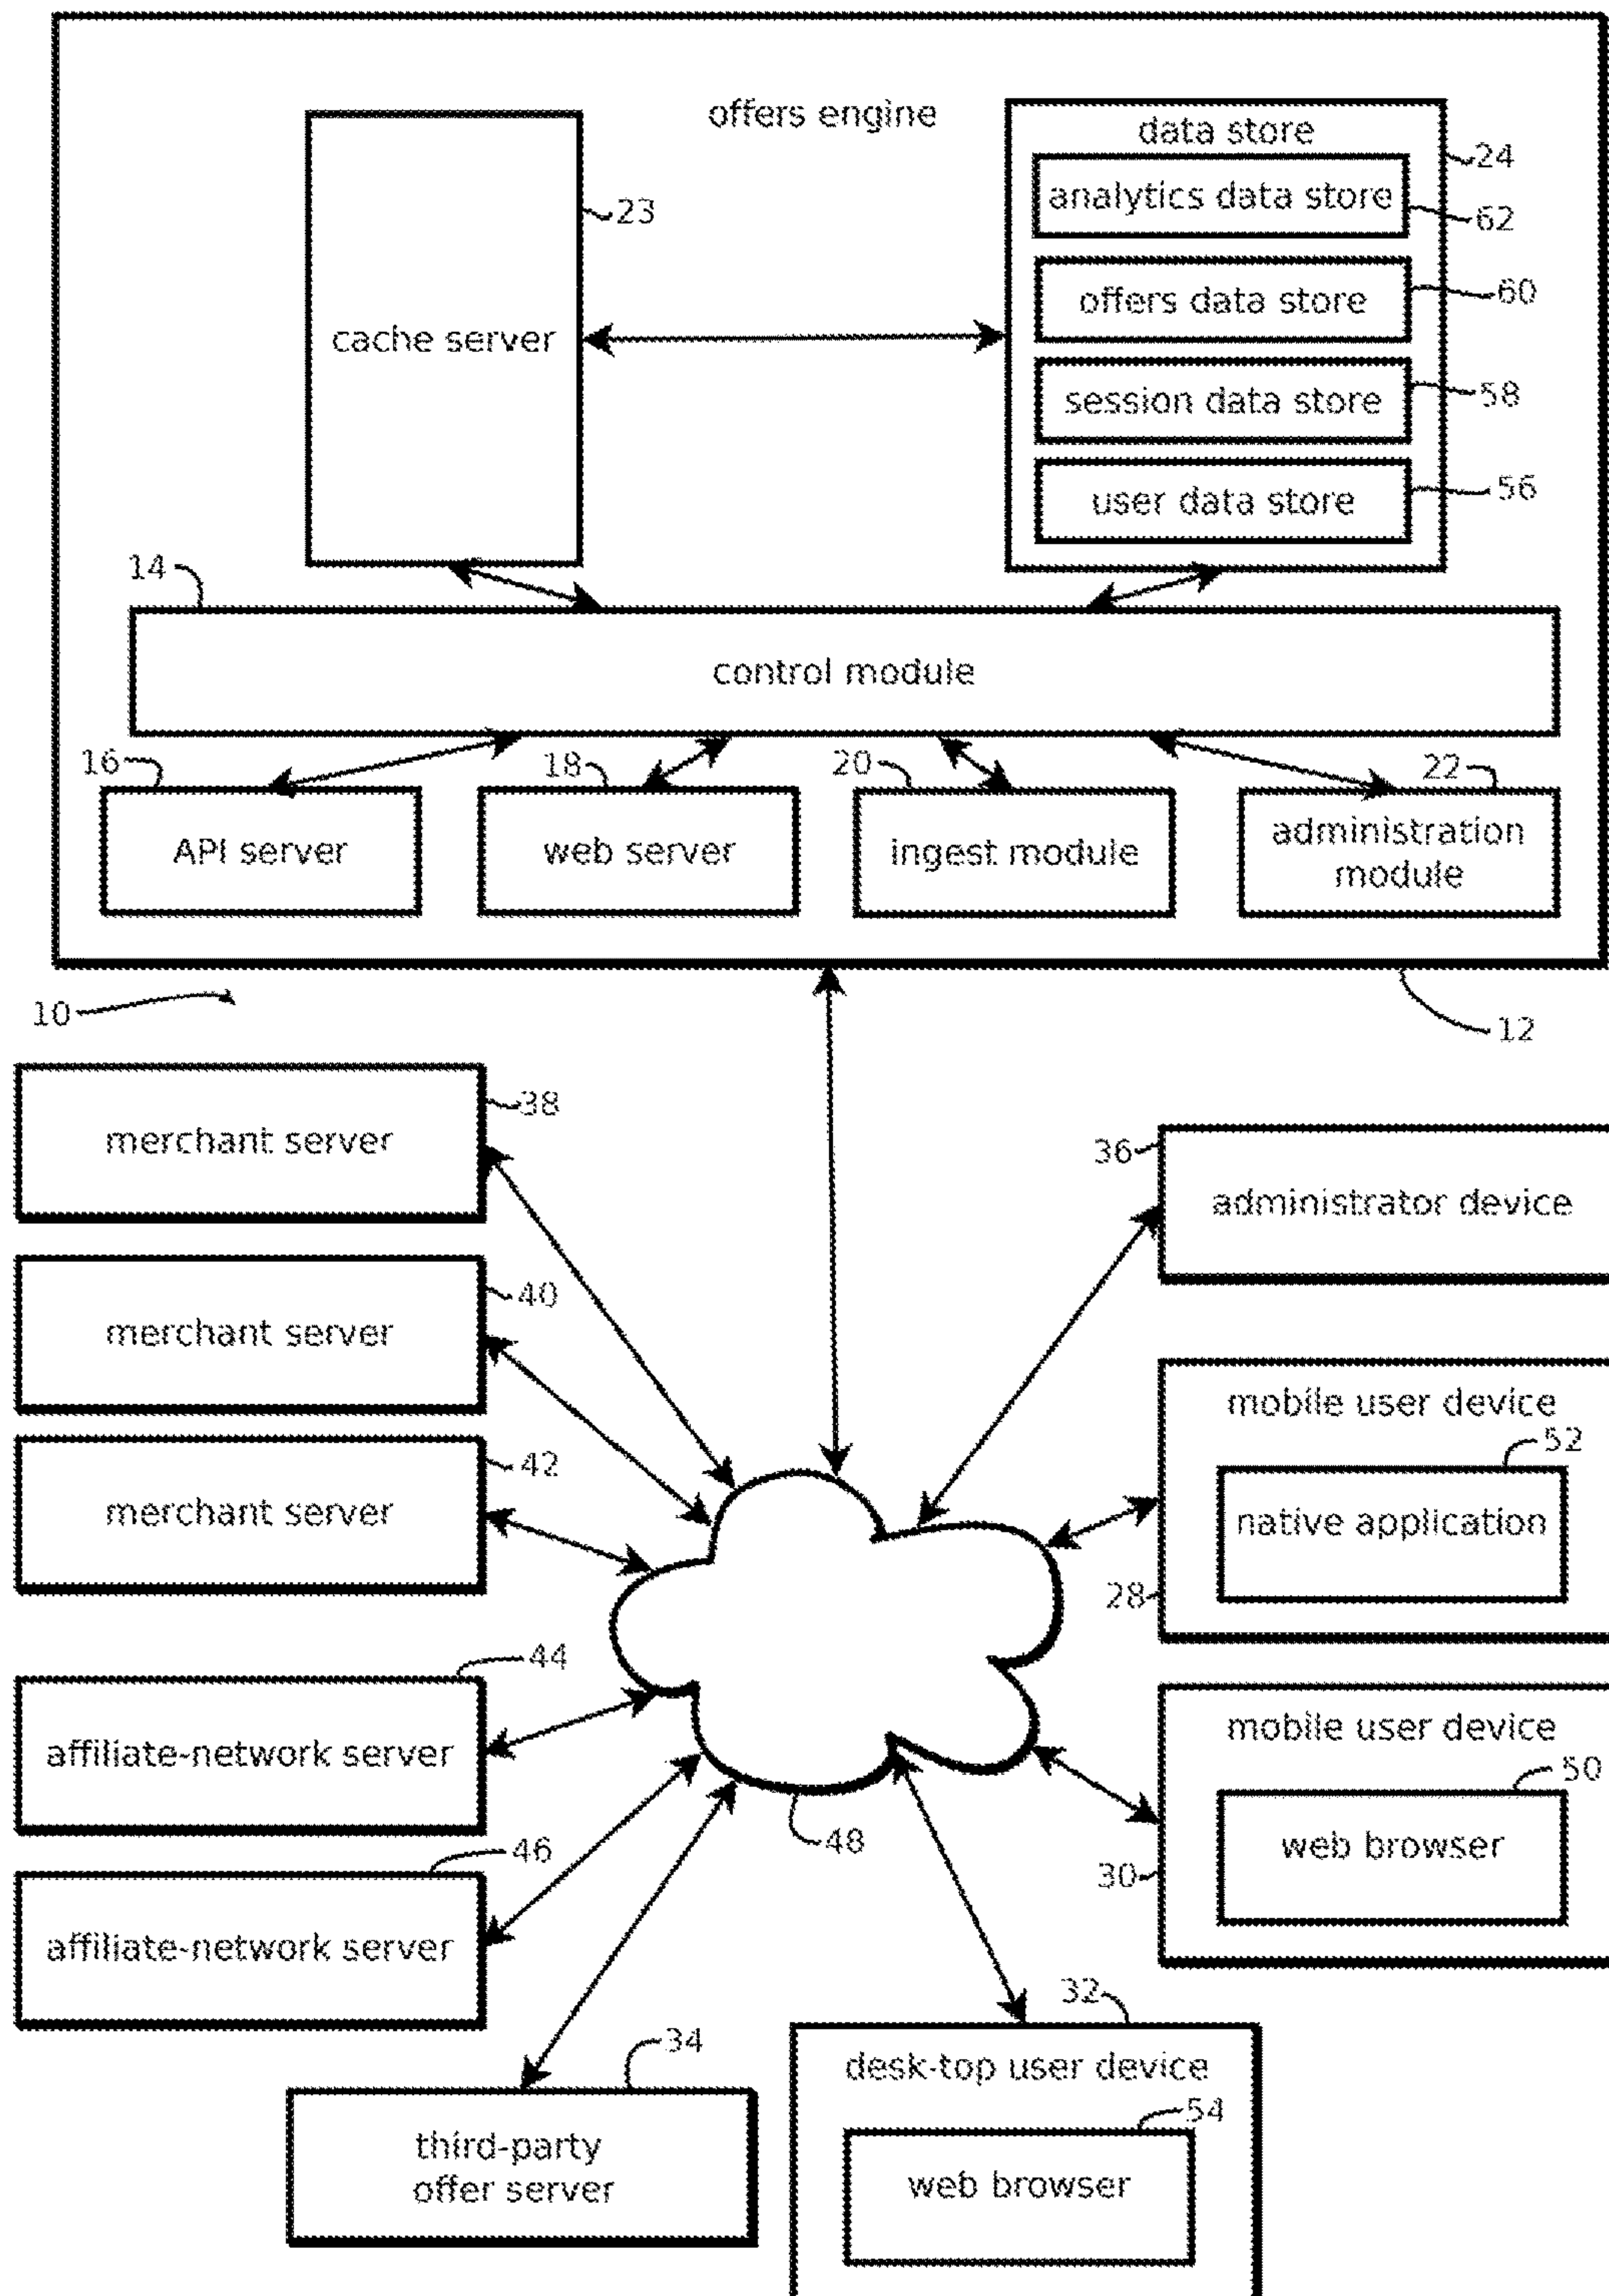 offers engine
data store
24
analytics data store
62
23
offers data store
60
cache server
session data store
58
user data store
56
14
control module
16
18
20
22
API server
web server
ingest module
administration
module
10
12
38
merchant server
36
administrator device
40
merchant server
mobile user device
52
42
merchant server
native application
28
44
mobile user device
affiliate-network server
50
web browser
48
46
30
affiliate-network server
32
34
desk-top user device
54
third-party
offer server
web browser